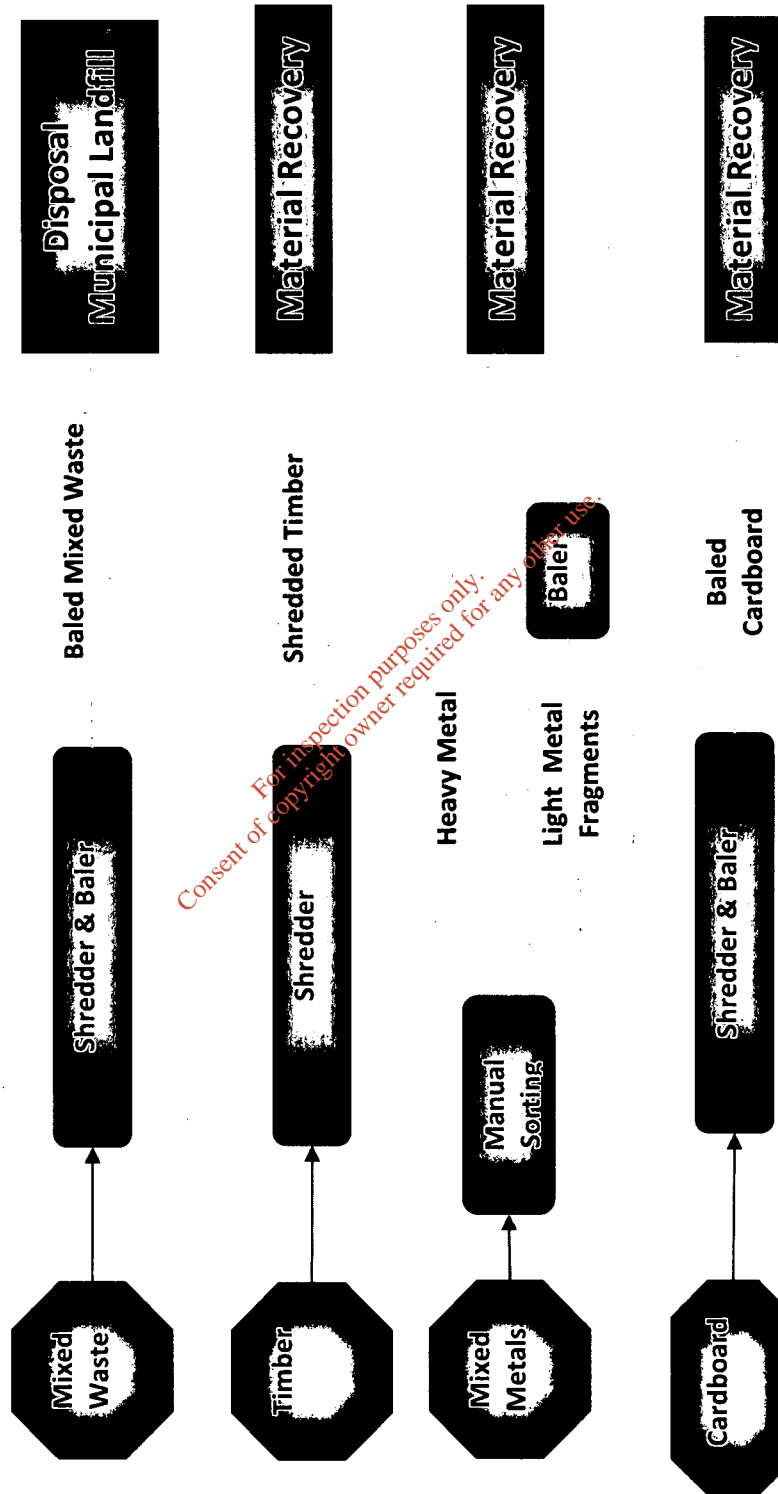 Mixed
Waste
Shredder & Baler
Baled Mixed Waste
Disposal
Municipal Landfill
Timber
Shredder
Shredded Timber
Material Recovery
Mixed
Metals
Manual
Sorting
Heavy Metal
Light Metal
Fragments
Baler
Material Recovery
Cardboard
Shredder & Baler
Baled
Cardboard
Material Recovery
For inspection purposes only.
Consent of copyright owner required for any other use.